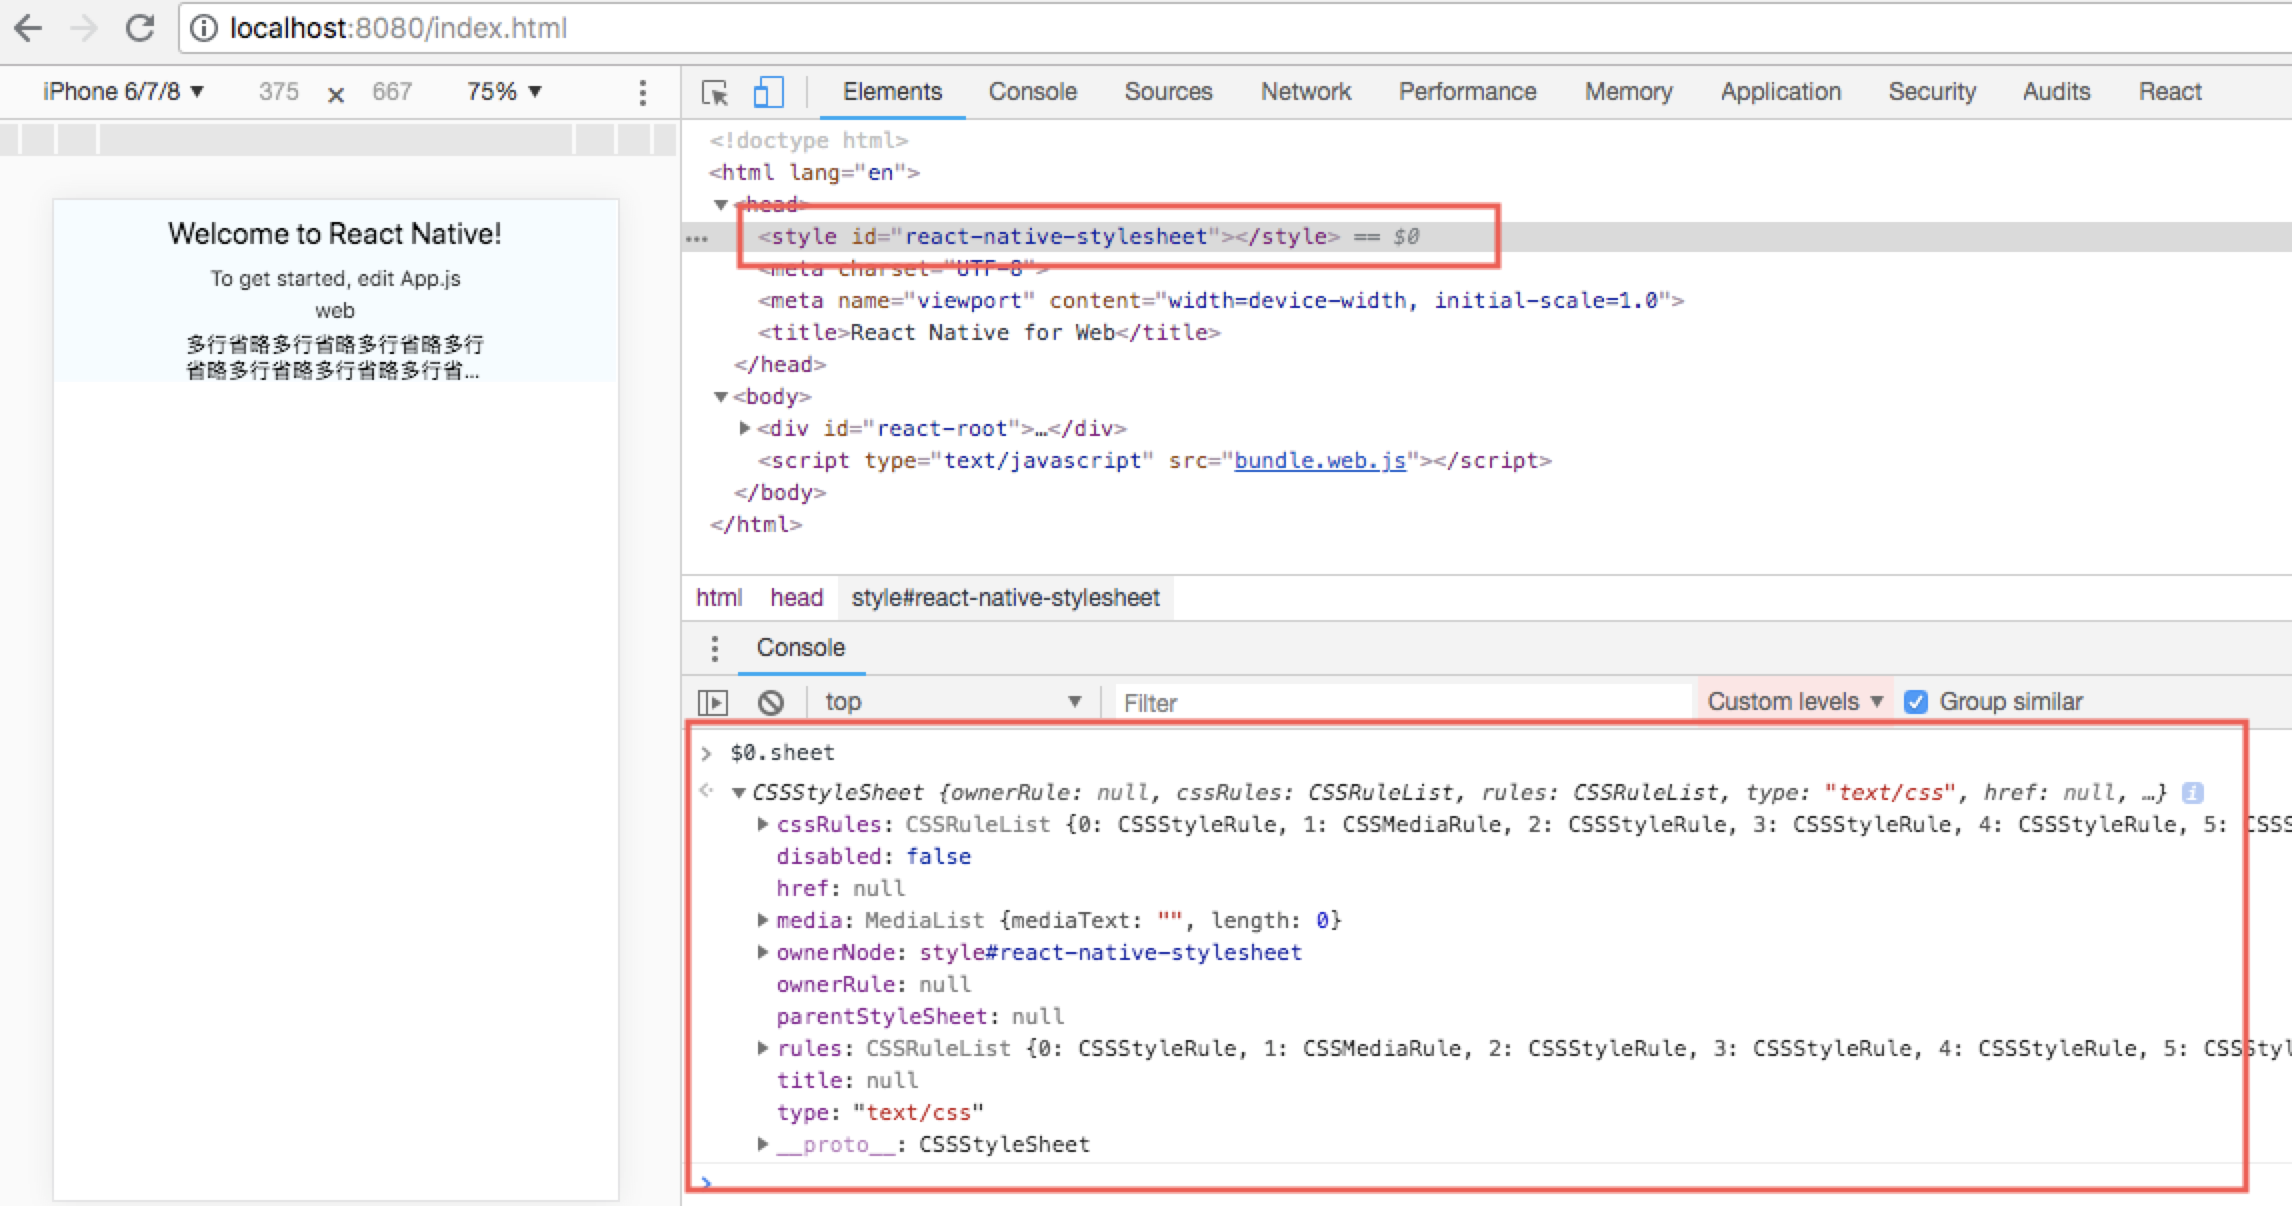 localhost:8080/index.html
iPhone 6/7/8 ▼ 375 × 667 75% ▼
Elements Console Sources Network Performance Memory Application Security Audits React
Welcome to React Native!
To get started, edit App.js
web
多行省略多行省略多行省略多行
省略多行省略多行省略多行省...
<!doctype html>
<html lang="en">
▼<head>
<style id="react-native-stylesheet"></style> == $0
<meta charset="UTF-8">
<meta name="viewport" content="width=device-width, initial-scale=1.0">
<title>React Native for Web</title>
</head>
▼<body>
▶<div id="react-root">…</div>
<script type="text/javascript" src="bundle.web.js"></script>
</body>
</html>
html head style#react-native-stylesheet
Console
top ▼ Filter Custom levels ▼ Group similar
> $0.sheet
▼CSSStyleSheet {ownerRule: null, cssRules: CSSRuleList, rules: CSSRuleList, type: "text/css", href: null, …} i
▶cssRules: CSSRuleList {0: CSSStyleRule, 1: CSSMediaRule, 2: CSSStyleRule, 3: CSSStyleRule, 4: CSSStyleRule, 5: CSSS
disabled: false
href: null
▶media: MediaList {mediaText: "", length: 0}
▶ownerNode: style#react-native-stylesheet
ownerRule: null
parentStyleSheet: null
▶rules: CSSRuleList {0: CSSStyleRule, 1: CSSMediaRule, 2: CSSStyleRule, 3: CSSStyleRule, 4: CSSStyleRule, 5: CSSStyl
title: null
type: "text/css"
▶__proto__: CSSStyleSheet
>